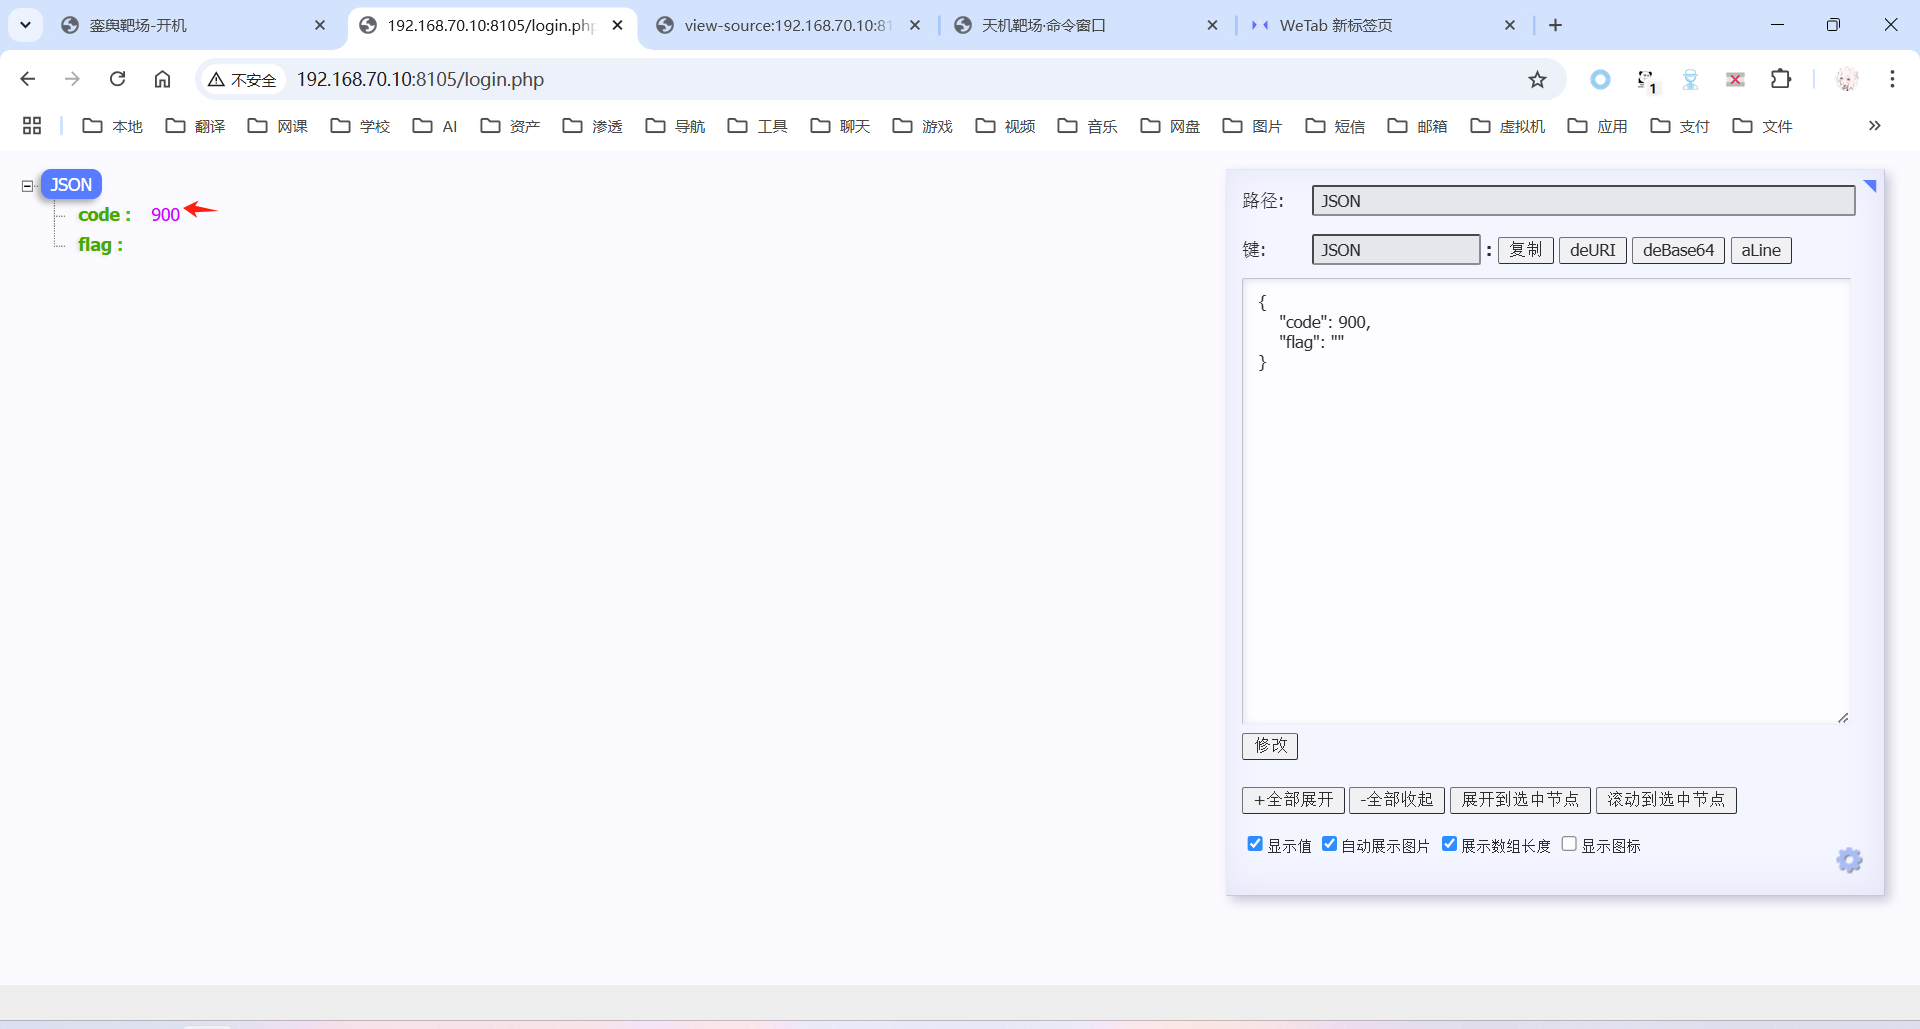 銮舆靶场-开机
192.168.70.10:8105/login.php
view-source:192.168.70.10:81
天机靶场·命令窗口
WeTab 新标签页
不安全
192.168.70.10:8105/login.php
1
本地
翻译
网课
学校
AI
资产
渗透
导航
工具
聊天
游戏
视频
音乐
网盘
图片
短信
邮箱
虚拟机
应用
支付
文件
JSON
code : 900
flag :
路径: JSON
键: JSON : 复制 deURI deBase64 aLine
{
"code": 900,
"flag": ""
}
修改
+全部展开 -全部收起 展开到选中节点 滚动到选中节点
显示值 自动展示图片 展示数组长度 显示图标